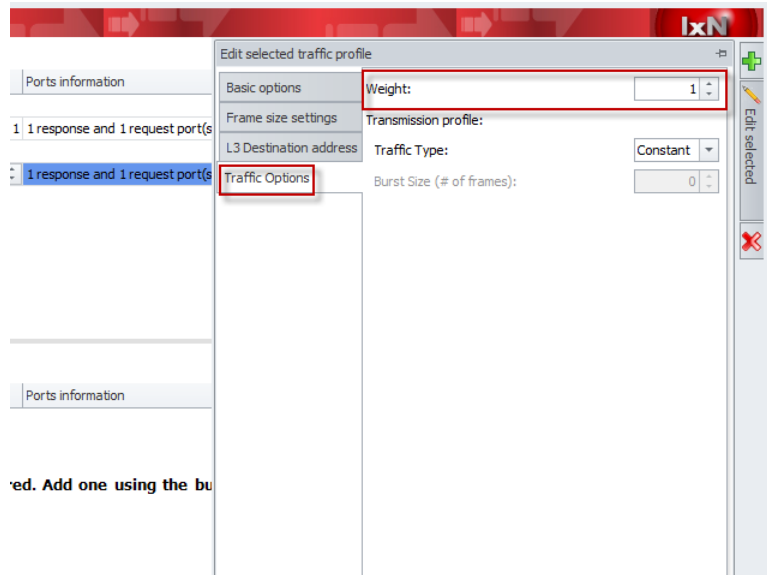 IxN
Edit selected traffic profile
Ports information
Basic options
Weight:
1
Frame size settings
Transmission profile:
1 1 response and 1 request port(s
L3 Destination address
Traffic Type:
Constant
1 response and 1 request port(s
Traffic Options
Burst Size (# of frames):
0
Edit selected
Ports information
red. Add one using the bu